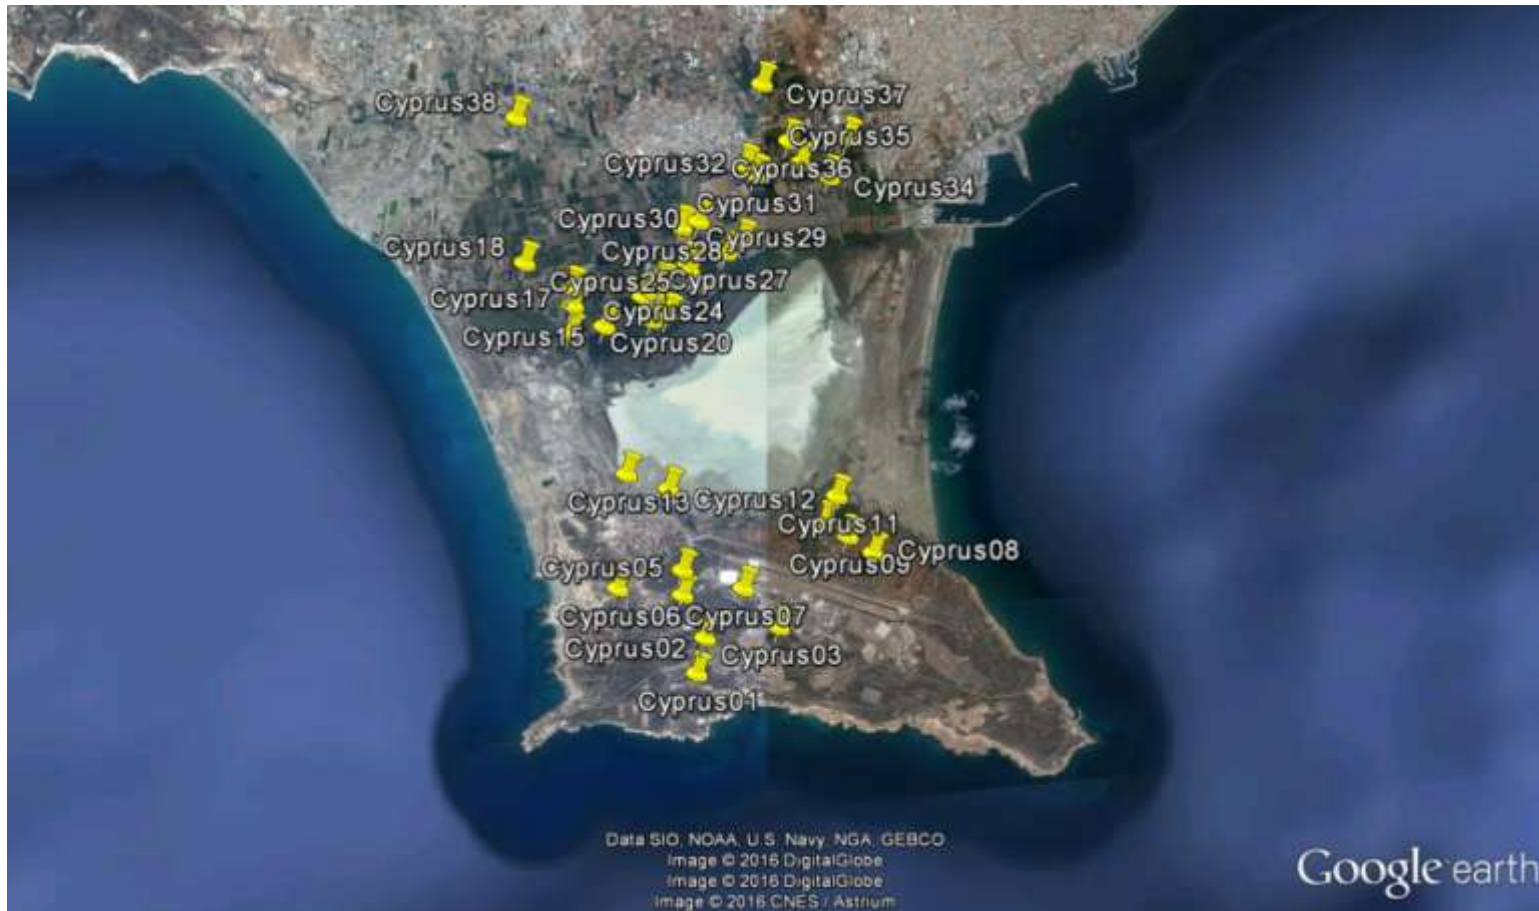 Cyprus37
Cyprus38
Cyprus35
Cyprus32
Cyprus36
Cyprus34
Cyprus31
Cyprus30
Cyprus29
Cyprus18
Cyprus28
Cyprus25
Cyprus27
Cyprus17
Cyprus24
Cyprus15
Cyprus20
Cyprus13
Cyprus12
Cyprus11
Cyprus08
Cyprus09
Cyprus05
Cyprus06
Cyprus07
Cyprus02
Cyprus03
Cyprus01
Data SIO, NOAA, U.S. Navy, NGA, GEBCO
Image © 2016 DigitalGlobe
Image © 2016 DigitalGlobe
Image © 2016 CNES / Astrium
Google earth